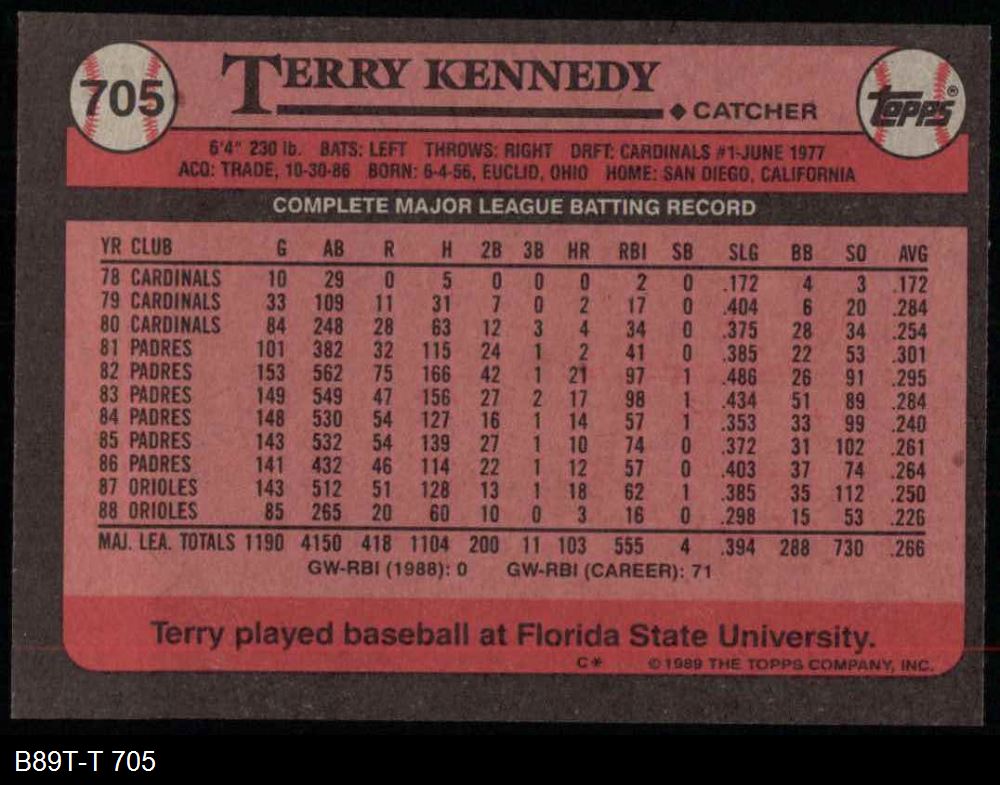 705
TERRY KENNEDY
◆ CATCHER
TOPPS®
6'4" 230 lb. BATS: LEFT THROWS: RIGHT DRFT: CARDINALS #1-JUNE 1977
ACQ: TRADE, 10-30-86 BORN: 6-4-56, EUCLID, OHIO HOME: SAN DIEGO, CALIFORNIA
COMPLETE MAJOR LEAGUE BATTING RECORD
YR CLUB G AB R H 2B 3B HR RBI SB SLG BB SO AVG
78 CARDINALS 10 29 0 5 0 0 0 2 0 .172 4 3 .172
79 CARDINALS 33 109 11 31 7 0 2 17 0 .404 6 20 .284
80 CARDINALS 84 248 28 63 12 3 4 34 0 .375 28 34 .254
81 PADRES 101 382 32 115 24 1 2 41 0 .385 22 53 .301
82 PADRES 153 562 75 166 42 1 21 97 1 .486 26 91 .295
83 PADRES 149 549 47 156 27 2 17 98 1 .434 51 89 .284
84 PADRES 148 530 54 127 16 1 14 57 1 .353 33 99 .240
85 PADRES 143 532 54 139 27 1 10 74 0 .372 31 102 .261
86 PADRES 141 432 46 114 22 1 12 57 0 .403 37 74 .264
87 ORIOLES 143 512 51 128 13 1 18 62 1 .385 35 112 .250
88 ORIOLES 85 265 20 60 10 0 3 16 0 .298 15 53 .226
MAJ. LEA. TOTALS 1190 4150 418 1104 200 11 103 555 4 .394 288 730 .266
GW-RBI (1988): 0 GW-RBI (CAREER): 71
Terry played baseball at Florida State University.
C* © 1989 THE TOPPS COMPANY, INC.
B89T-T 705